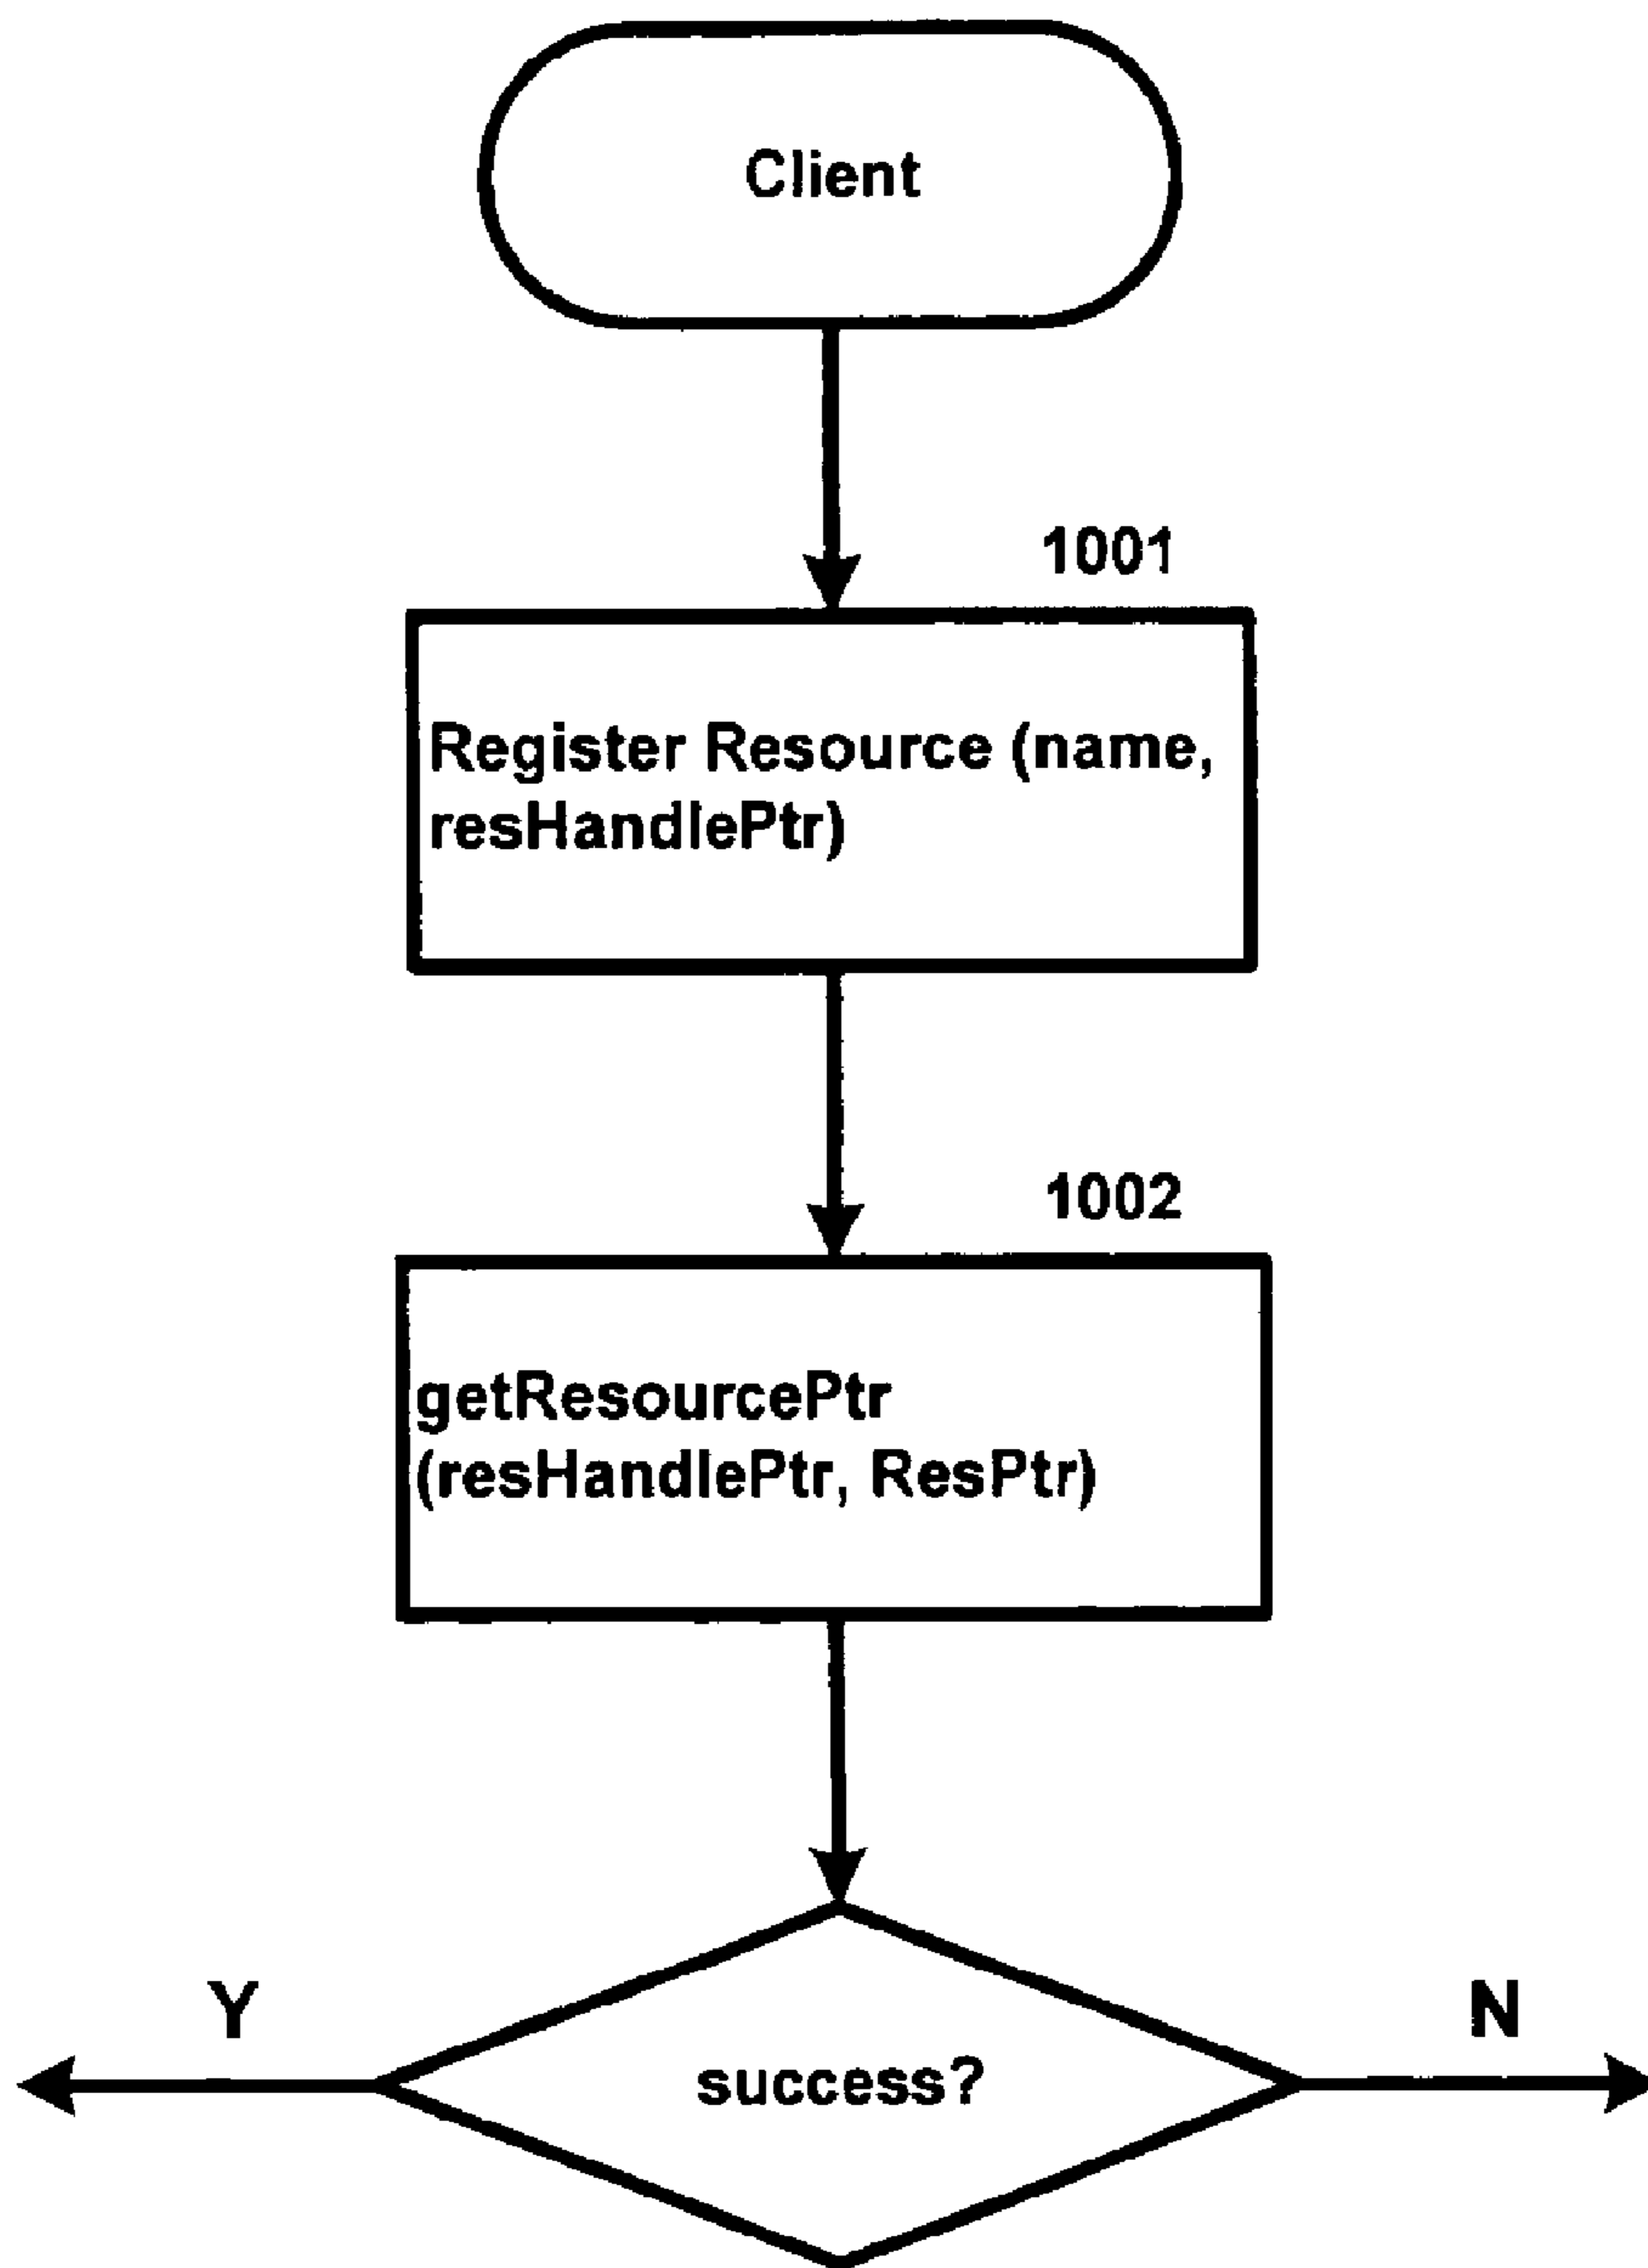 Client
1001
Register Resource (name,
resHandlePtr)
1002
getResourcePtr
(resHandlePtr, ResPtr)
Y
N
success?